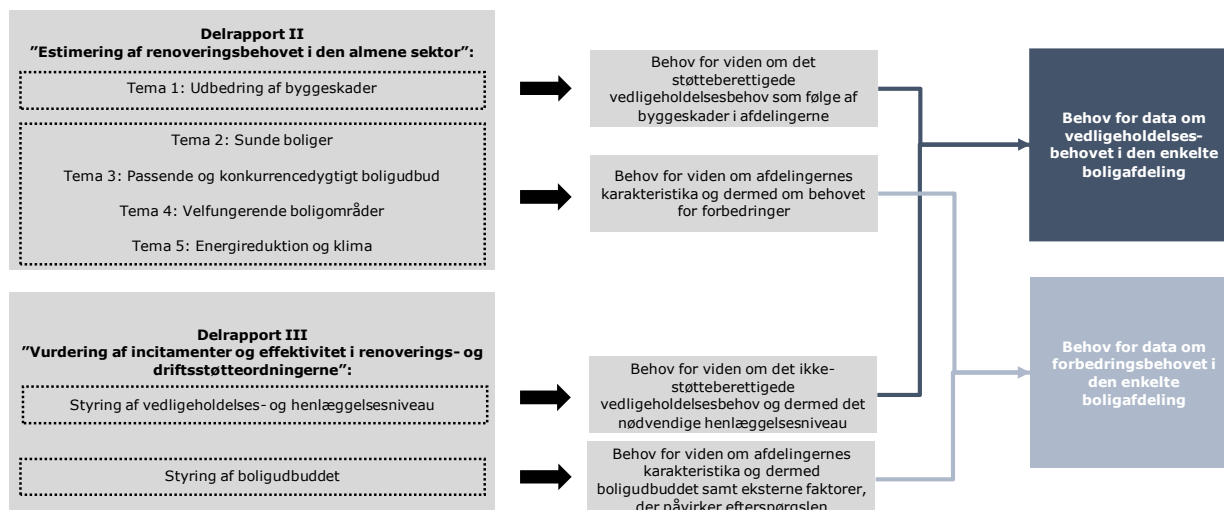 Delrapport II
”Estimering af renoveringsbehovet i den almene sektor”:
Tema 1: Udbedring af byggeskader
Tema 2: Sunde boliger
Tema 3: Passende og konkurrencedygtigt boligudbud
Tema 4: Velfungerende boligområder
Tema 5: Energireduktion og klima
Behov for viden om det
støtteberettigede
vedligeholdelsesbehov som følge af
byggeskader i afdelingerne
Behov for viden om afdelingernes
karakteristika og dermed om behovet
for forbedringer
Behov for data om
vedligeholdelses-
behovet i den enkelte
boligafdeling
Delrapport III
”Vurdering af incitamenter og effektivitet i renoverings- og
driftsstøtteordningerne”:
Styring af vedligeholdelses- og henlæggelsesniveau
Styring af boligudbuddet
Behov for viden om det ikke-
støtteberettigede
vedligeholdelsesbehov og dermed det
nødvendige henlæggelsesniveau
Behov for viden om afdelingernes
karakteristika og dermed
boligudbuddet samt eksterne faktorer,
der påvirker efterspørgslen
Behov for data om
forbedringsbehovet i
den enkelte
boligafdeling